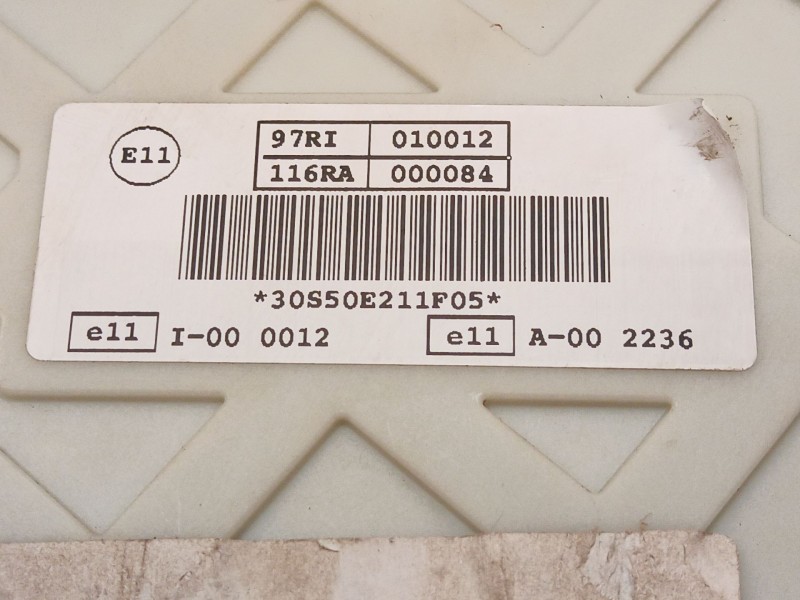 E11
97RI 010012
116RA 000084
*30S50E211F05*
e11 I-00 0012 e11 A-00 2236